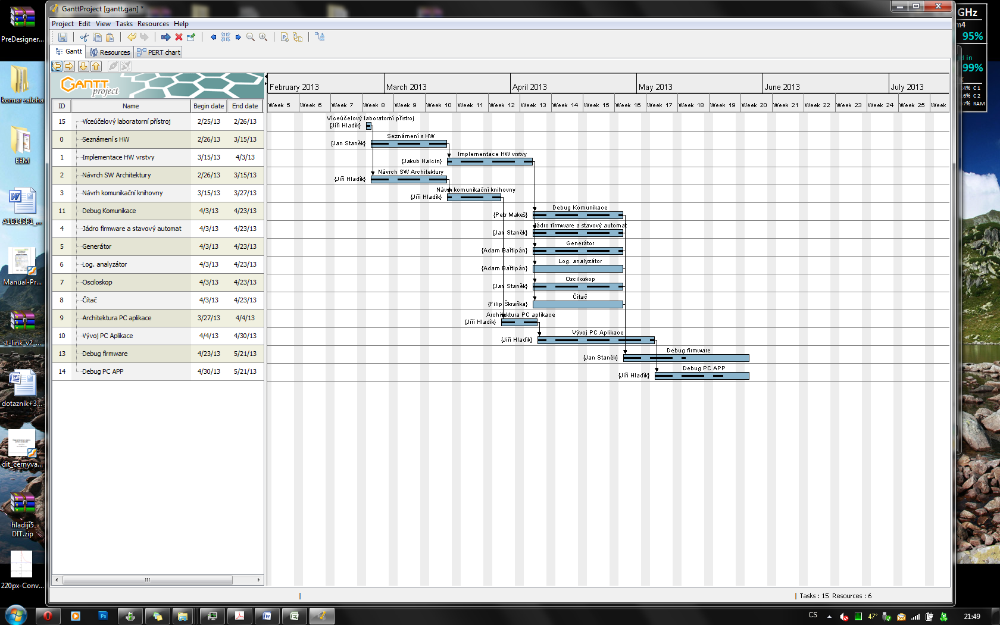 GanttProject [gantt.gan] *
Project Edit View Tasks Resources Help
Gantt Resources PERT chart
GANTT
project
February 2013 March 2013 April 2013 May 2013 June 2013 July 2013
ID Name Begin date End date
Week 5 Week 6 Week 7 Week 8 Week 9 Week 10 Week 11 Week 12 Week 13 Week 14 Week 15 Week 16 Week 17 Week 18 Week 19 Week 20 Week 21 Week 22 Week 23 Week 24 Week 25 Week
15 Víceúčelový laboratorní přístroj 2/25/13 2/26/13
0 Seznámení s HW 2/26/13 3/15/13
1 Implementace HW vrstvy 3/15/13 4/3/13
2 Návrch SW Architektury 2/26/13 3/15/13
3 Návrh komunikační knihovny 3/15/13 3/27/13
11 Debug Komunikace 4/3/13 4/23/13
4 Jádro firmware a stavový automat 4/3/13 4/23/13
5 Generátor 4/3/13 4/23/13
6 Log. analyzátor 4/3/13 4/23/13
7 Osciloskop 4/3/13 4/23/13
8 Čítač 4/3/13 4/23/13
9 Architektura PC aplikace 3/27/13 4/4/13
10 Vývoj PC Aplikace 4/4/13 4/30/13
13 Debug firmware 4/23/13 5/21/13
14 Debug PC APP 4/30/13 5/21/13
Víceúčelový laboratorní přístroj
{Jiří Hladík}
Seznámení s HW
{Jan Staněk}
Implementace HW vrstvy
{Jakub Halcin}
Návrch SW Architektury
{Jiří Hladík}
Návrh komunikační knihovny
{Jiří Hladík}
Debug Komunikace
{Petr Makeš}
Jádro firmware a stavový automat
{Jan Staněk}
Generátor
{Adam Bařtipán}
Log. analyzátor
{Adam Bařtipán}
Osciloskop
{Jan Staněk}
Čítač
{Filip Škraňka}
Architektura PC aplikace
{Jiří Hladík}
Vývoj PC Aplikace
{Jiří Hladík}
Debug firmware
{Jan Staněk}
Debug PC APP
{Jiří Hladík}
Tasks : 15 Resources : 6
PreDesigner...
komar zaloha
EEM
A1B14SP1_...
Manual-Pr...
st-link_v2_...
dotazník+3...
dit_cernyva...
hladiji5
DIT.zip
220px-Conv...
GHz
95%
99%
C 1
C 2
RAM
CS 47° 21:49